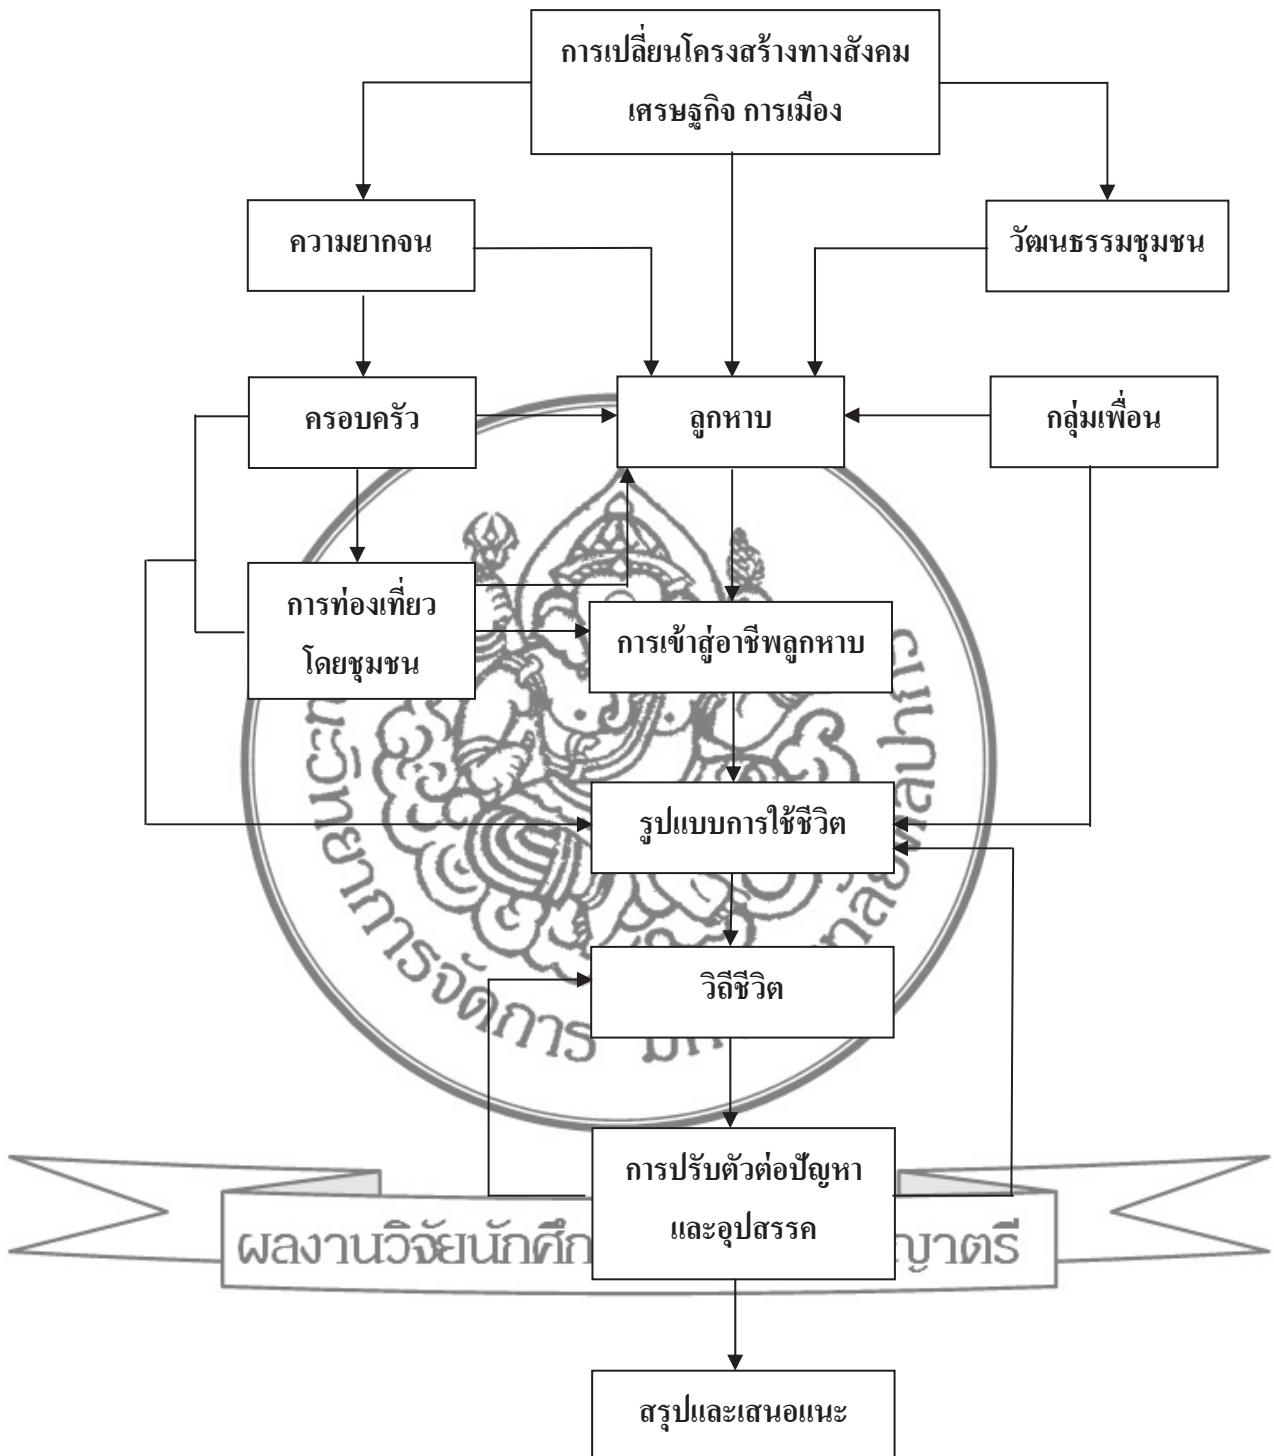 การเปลี่ยนโครงสร้างทางสังคม
เศรษฐกิจ การเมือง
ความยากจน
วัฒนธรรมชุมชน
ครอบครัว
ลูกหาบ
กลุ่มเพื่อน
การท่องเที่ยว
โดยชุมชน
การเข้าสู่อาชีพลูกหาบ
รูปแบบการใช้ชีวิต
วิถีชีวิต
การปรับตัวต่อปัญหา
และอุปสรรค
ผลงานวิจัยนักศึก ญาตรี
สรุปและเสนอแนะ